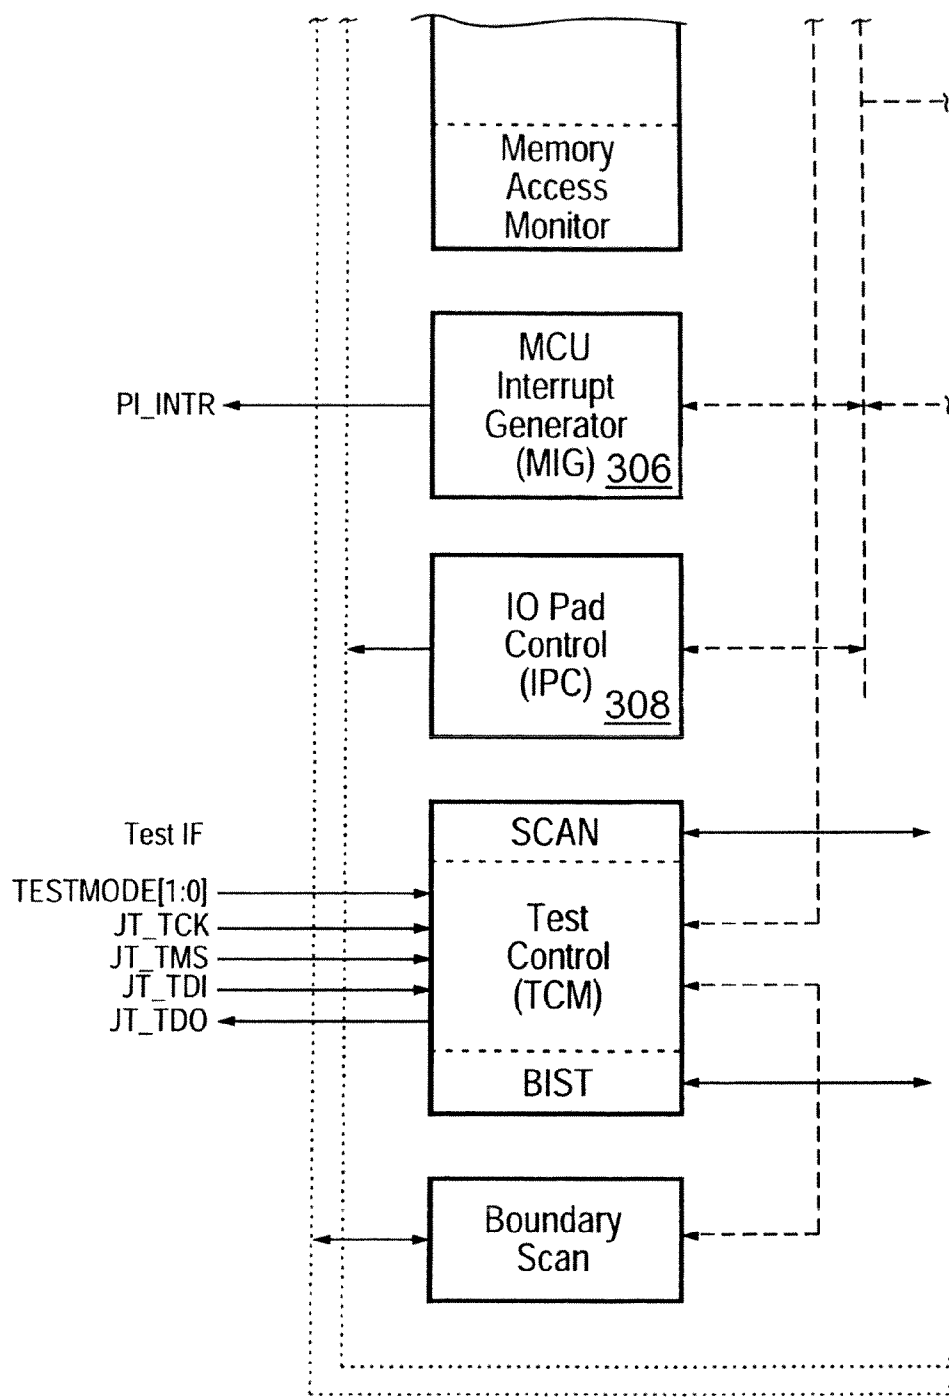 Memory
Access
Monitor
MCU
Interrupt
Generator
(MIG) 306
PI_INTR
IO Pad
Control
(IPC)
308
Test IF
TESTMODE[1:0]
JT_TCK
JT_TMS
JT_TDI
JT_TDO
SCAN
Test
Control
(TCM)
BIST
Boundary
Scan